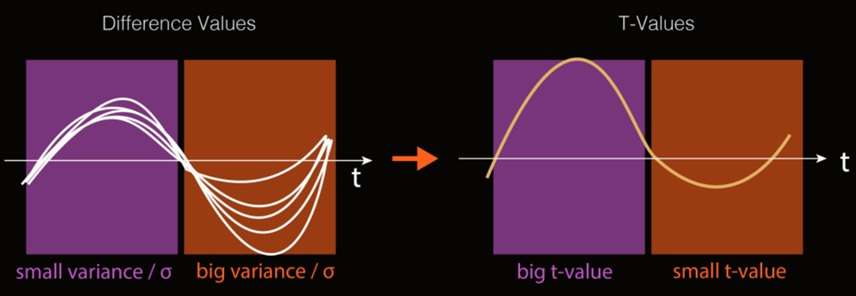 Difference Values
T-Values
t
t
small variance / σ
big variance / σ
big t-value
small t-value